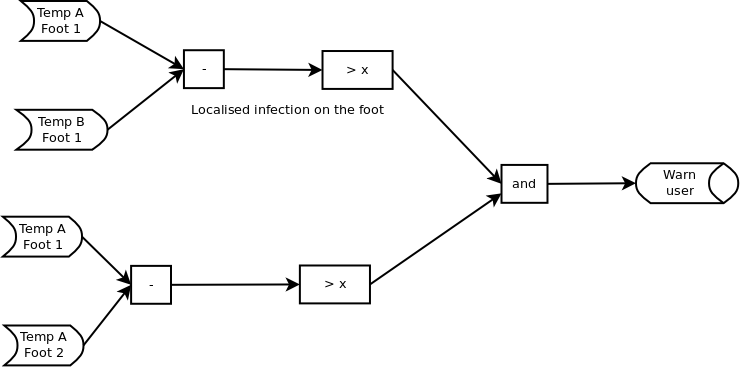 Temp A
Foot 1
-
> x
Localised infection on the foot
Temp B
Foot 1
and
Warn
user
Temp A
Foot 1
-
> x
Temp A
Foot 2